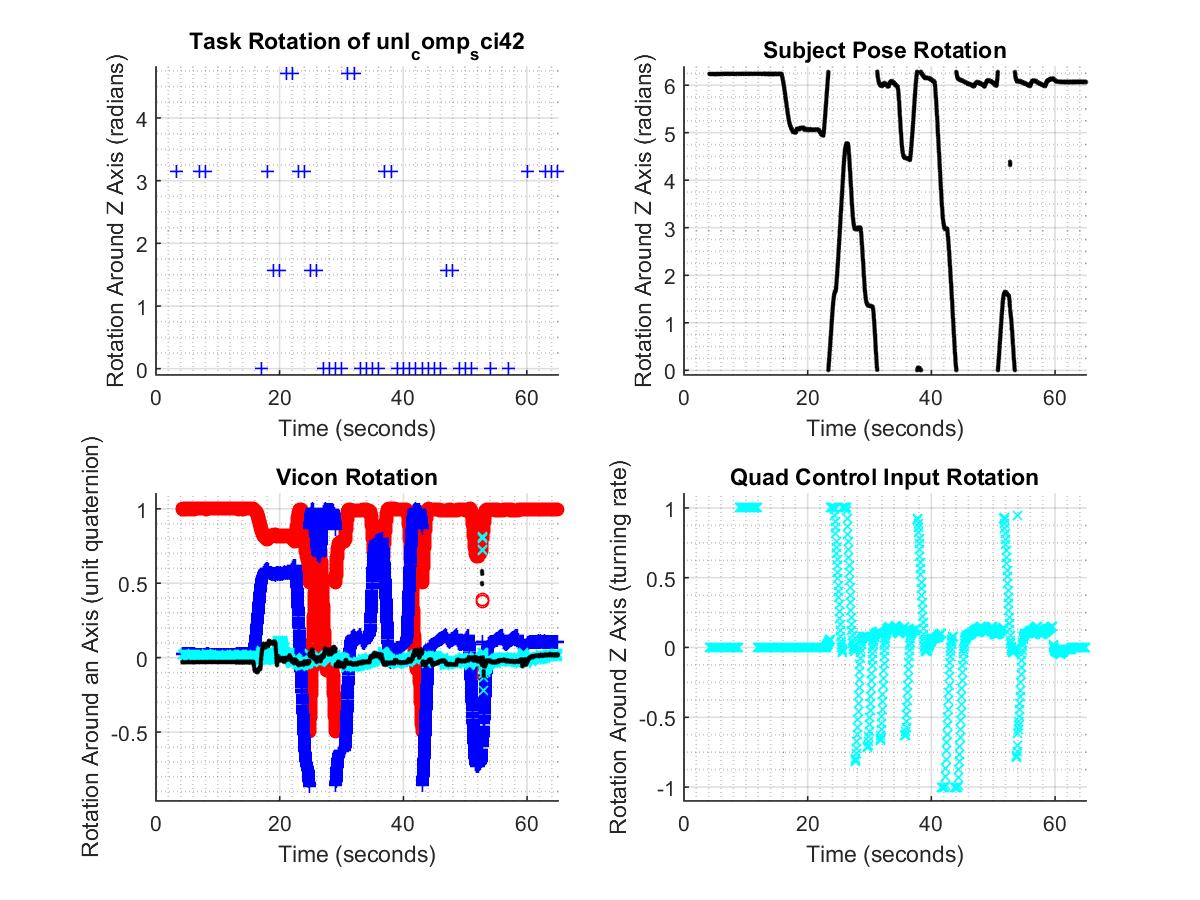 Task Rotation of unl_comp_sci42
Rotation Around Z Axis (radians)
4
3
2
1
0
0 20 40 60
Time (seconds)
Subject Pose Rotation
Rotation Around Z Axis (radians)
6
5
4
3
2
1
0
0 20 40 60
Time (seconds)
Vicon Rotation
Rotation Around an Axis (unit quaternion)
1
0.5
0
-0.5
0 20 40 60
Time (seconds)
Quad Control Input Rotation
Rotation Around Z Axis (turning rate)
1
0.5
0
-0.5
-1
0 20 40 60
Time (seconds)